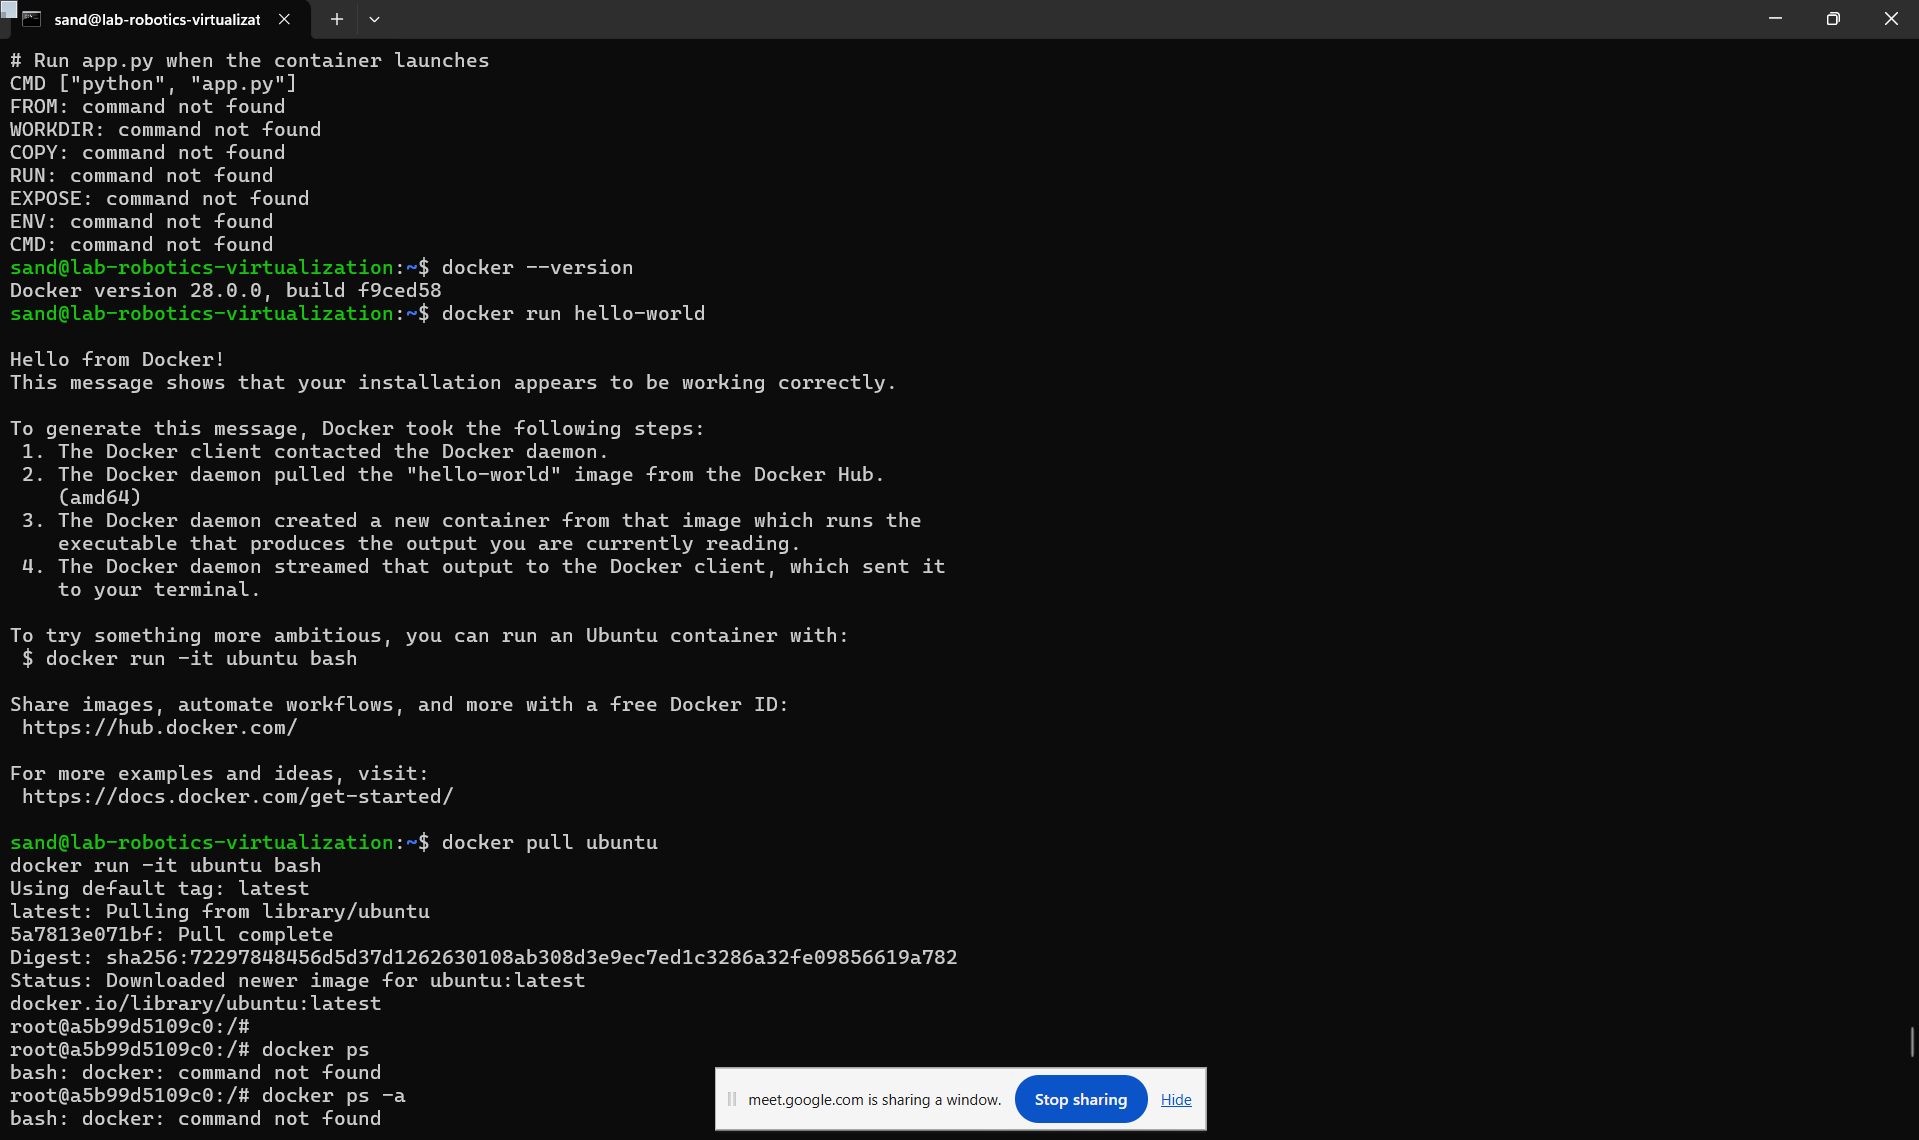 sand@lab-robotics-virtualizat
# Run app.py when the container launches
CMD ["python", "app.py"]
FROM: command not found
WORKDIR: command not found
COPY: command not found
RUN: command not found
EXPOSE: command not found
ENV: command not found
CMD: command not found
sand@lab-robotics-virtualization:~$ docker --version
Docker version 28.0.0, build f9ced58
sand@lab-robotics-virtualization:~$ docker run hello-world
Hello from Docker!
This message shows that your installation appears to be working correctly.
To generate this message, Docker took the following steps:
1. The Docker client contacted the Docker daemon.
2. The Docker daemon pulled the "hello-world" image from the Docker Hub.
(amd64)
3. The Docker daemon created a new container from that image which runs the
executable that produces the output you are currently reading.
4. The Docker daemon streamed that output to the Docker client, which sent it
to your terminal.
To try something more ambitious, you can run an Ubuntu container with:
$ docker run -it ubuntu bash
Share images, automate workflows, and more with a free Docker ID:
https://hub.docker.com/
For more examples and ideas, visit:
https://docs.docker.com/get-started/
sand@lab-robotics-virtualization:~$ docker pull ubuntu
docker run -it ubuntu bash
Using default tag: latest
latest: Pulling from library/ubuntu
5a7813e071bf: Pull complete
Digest: sha256:72297848456d5d37d1262630108ab308d3e9ec7ed1c3286a32fe09856619a782
Status: Downloaded newer image for ubuntu:latest
docker.io/library/ubuntu:latest
root@a5b99d5109c0:/#
root@a5b99d5109c0:/# docker ps
bash: docker: command not found
root@a5b99d5109c0:/# docker ps -a
bash: docker: command not found
meet.google.com is sharing a window. Stop sharing Hide